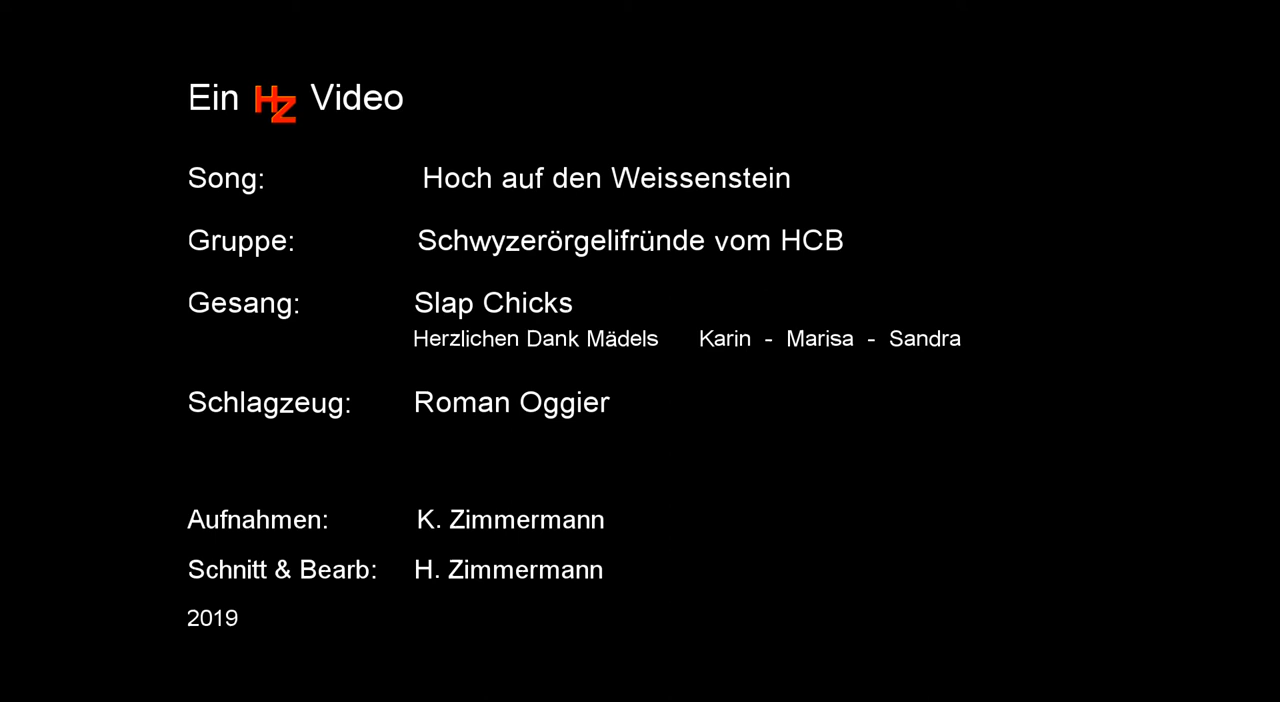 Ein HZ Video
Song: Hoch auf den Weissenstein
Gruppe: Schwyzerörgelifründe vom HCB
Gesang: Slap Chicks
Herzlichen Dank Mädels Karin - Marisa - Sandra
Schlagzeug: Roman Oggier
Aufnahmen: K. Zimmermann
Schnitt & Bearb: H. Zimmermann
2019